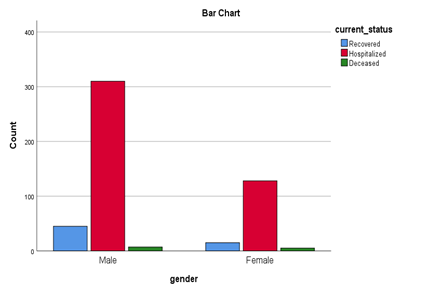 Bar Chart
current_status
Recovered
Hospitalized
Deceased
400
300
200
100
0
Count
Male
Female
gender